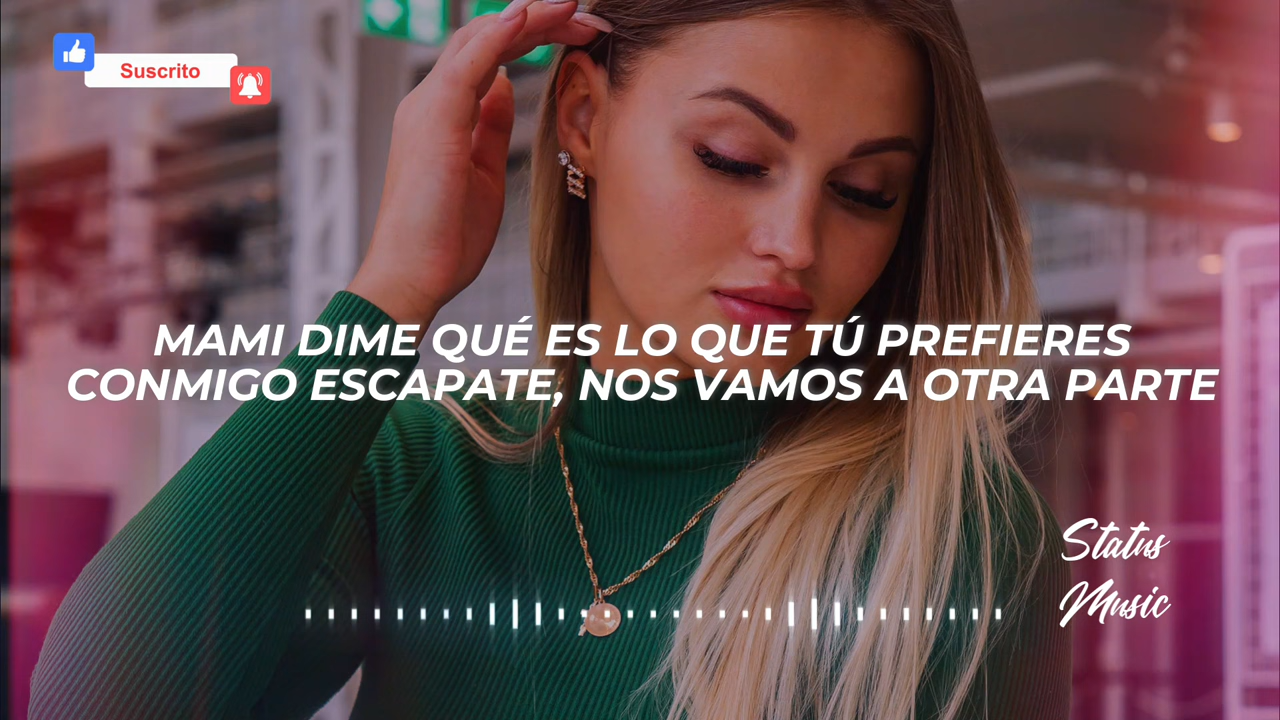 Suscrito
MAMI DIME QUÉ ES LO QUE TÚ PREFIERES
CONMIGO ESCAPATE, NOS VAMOS A OTRA PARTE
Status
Music